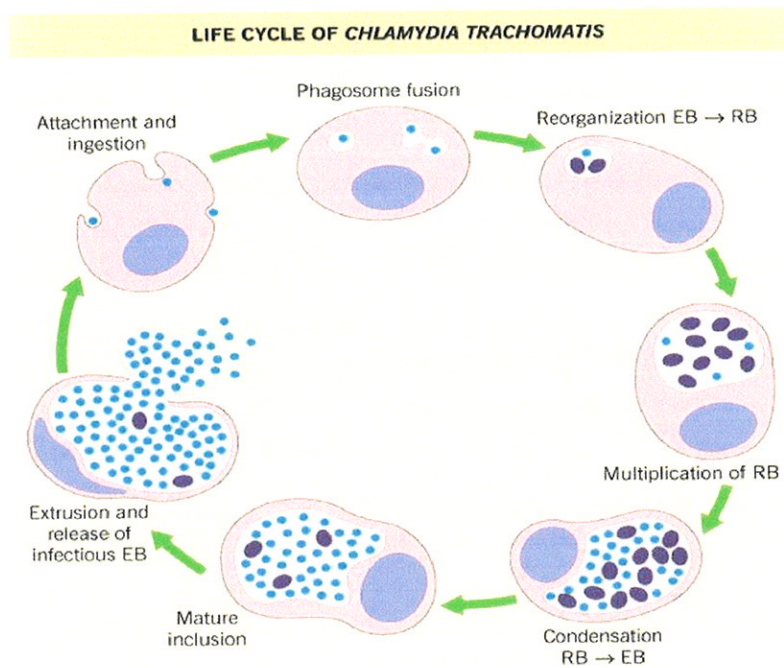 LIFE CYCLE OF CHLAMYDIA TRACHOMATIS
Phagosome fusion
Attachment and
ingestion
Reorganization EB → RB
Multiplication of RB
Condensation
RB → EB
Mature
inclusion
Extrusion and
release of
infectious EB